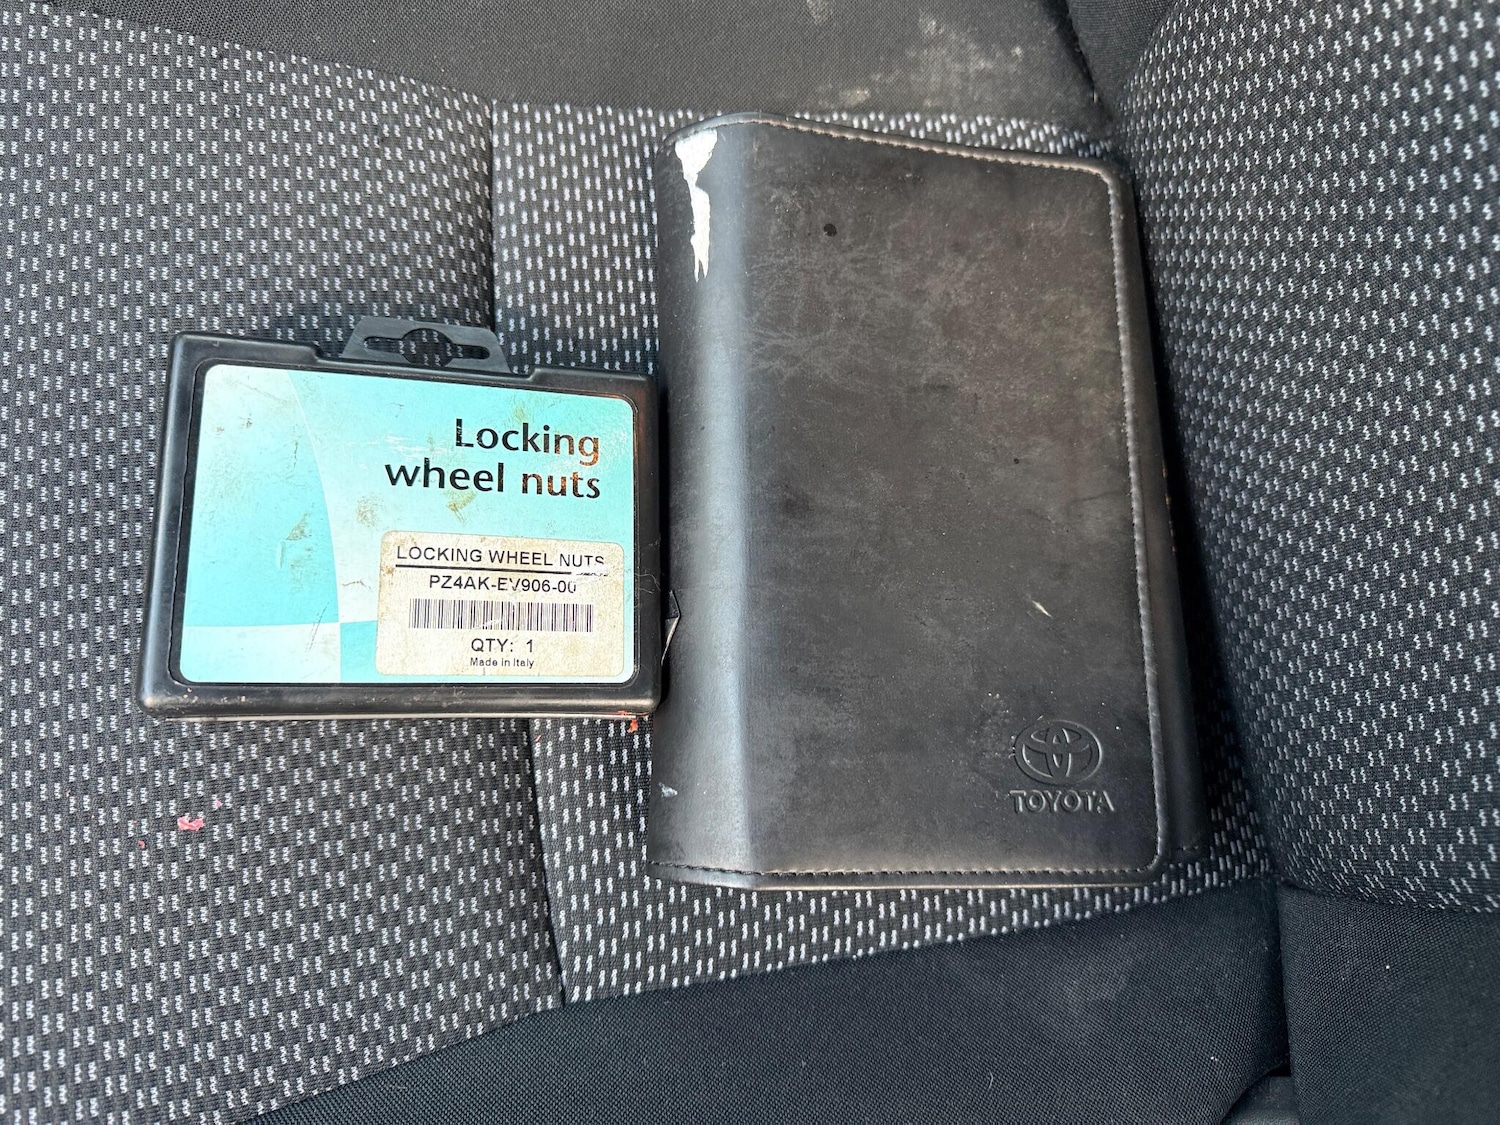 Locking
wheel nuts
LOCKING WHEEL NUTS
PZ4AK-EV906-00
QTY: 1
Made in Italy
TOYOTA